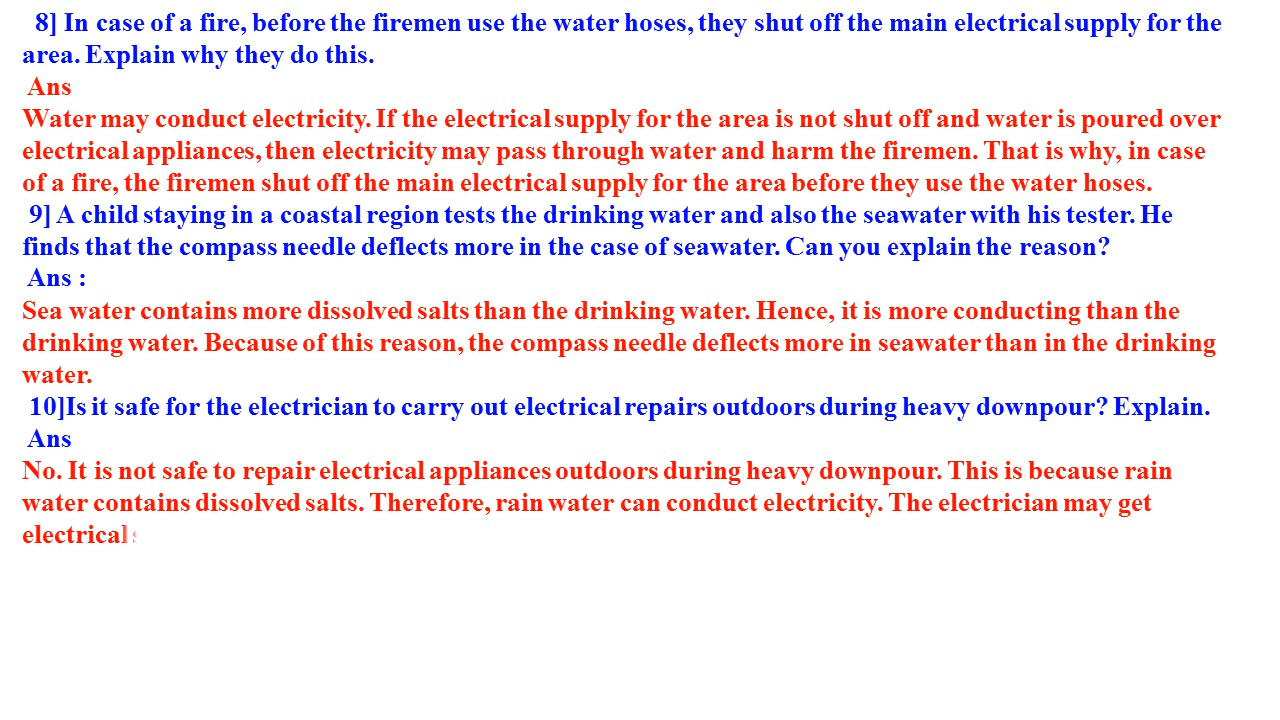 8] In case of a fire, before the firemen use the water hoses, they shut off the main electrical supply for the
area. Explain why they do this.
Ans
Water may conduct electricity. If the electrical supply for the area is not shut off and water is poured over
electrical appliances, then electricity may pass through water and harm the firemen. That is why, in case
of a fire, the firemen shut off the main electrical supply for the area before they use the water hoses.
9] A child staying in a coastal region tests the drinking water and also the seawater with his tester. He
finds that the compass needle deflects more in the case of seawater. Can you explain the reason?
Ans :
Sea water contains more dissolved salts than the drinking water. Hence, it is more conducting than the
drinking water. Because of this reason, the compass needle deflects more in seawater than in the drinking
water.
10]Is it safe for the electrician to carry out electrical repairs outdoors during heavy downpour? Explain.
Ans
No. It is not safe to repair electrical appliances outdoors during heavy downpour. This is because rain
water contains dissolved salts. Therefore, rain water can conduct electricity. The electrician may get
electrical